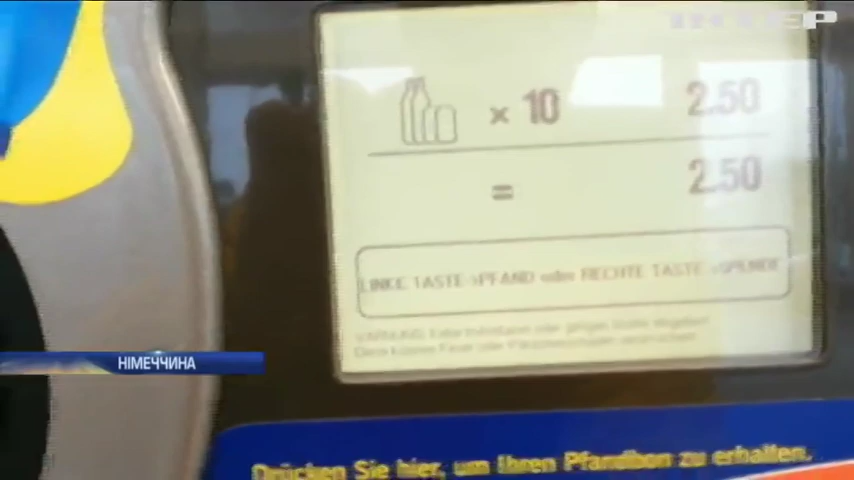 ІНТЕР
× 10 2.50
= 2.50
LINKE TASTE->PFAND oder RECHTE TASTE->SPENDE
НІМЕЧЧИНА
Drücken Sie hier, um Ihren Pfandbon zu erhalten.